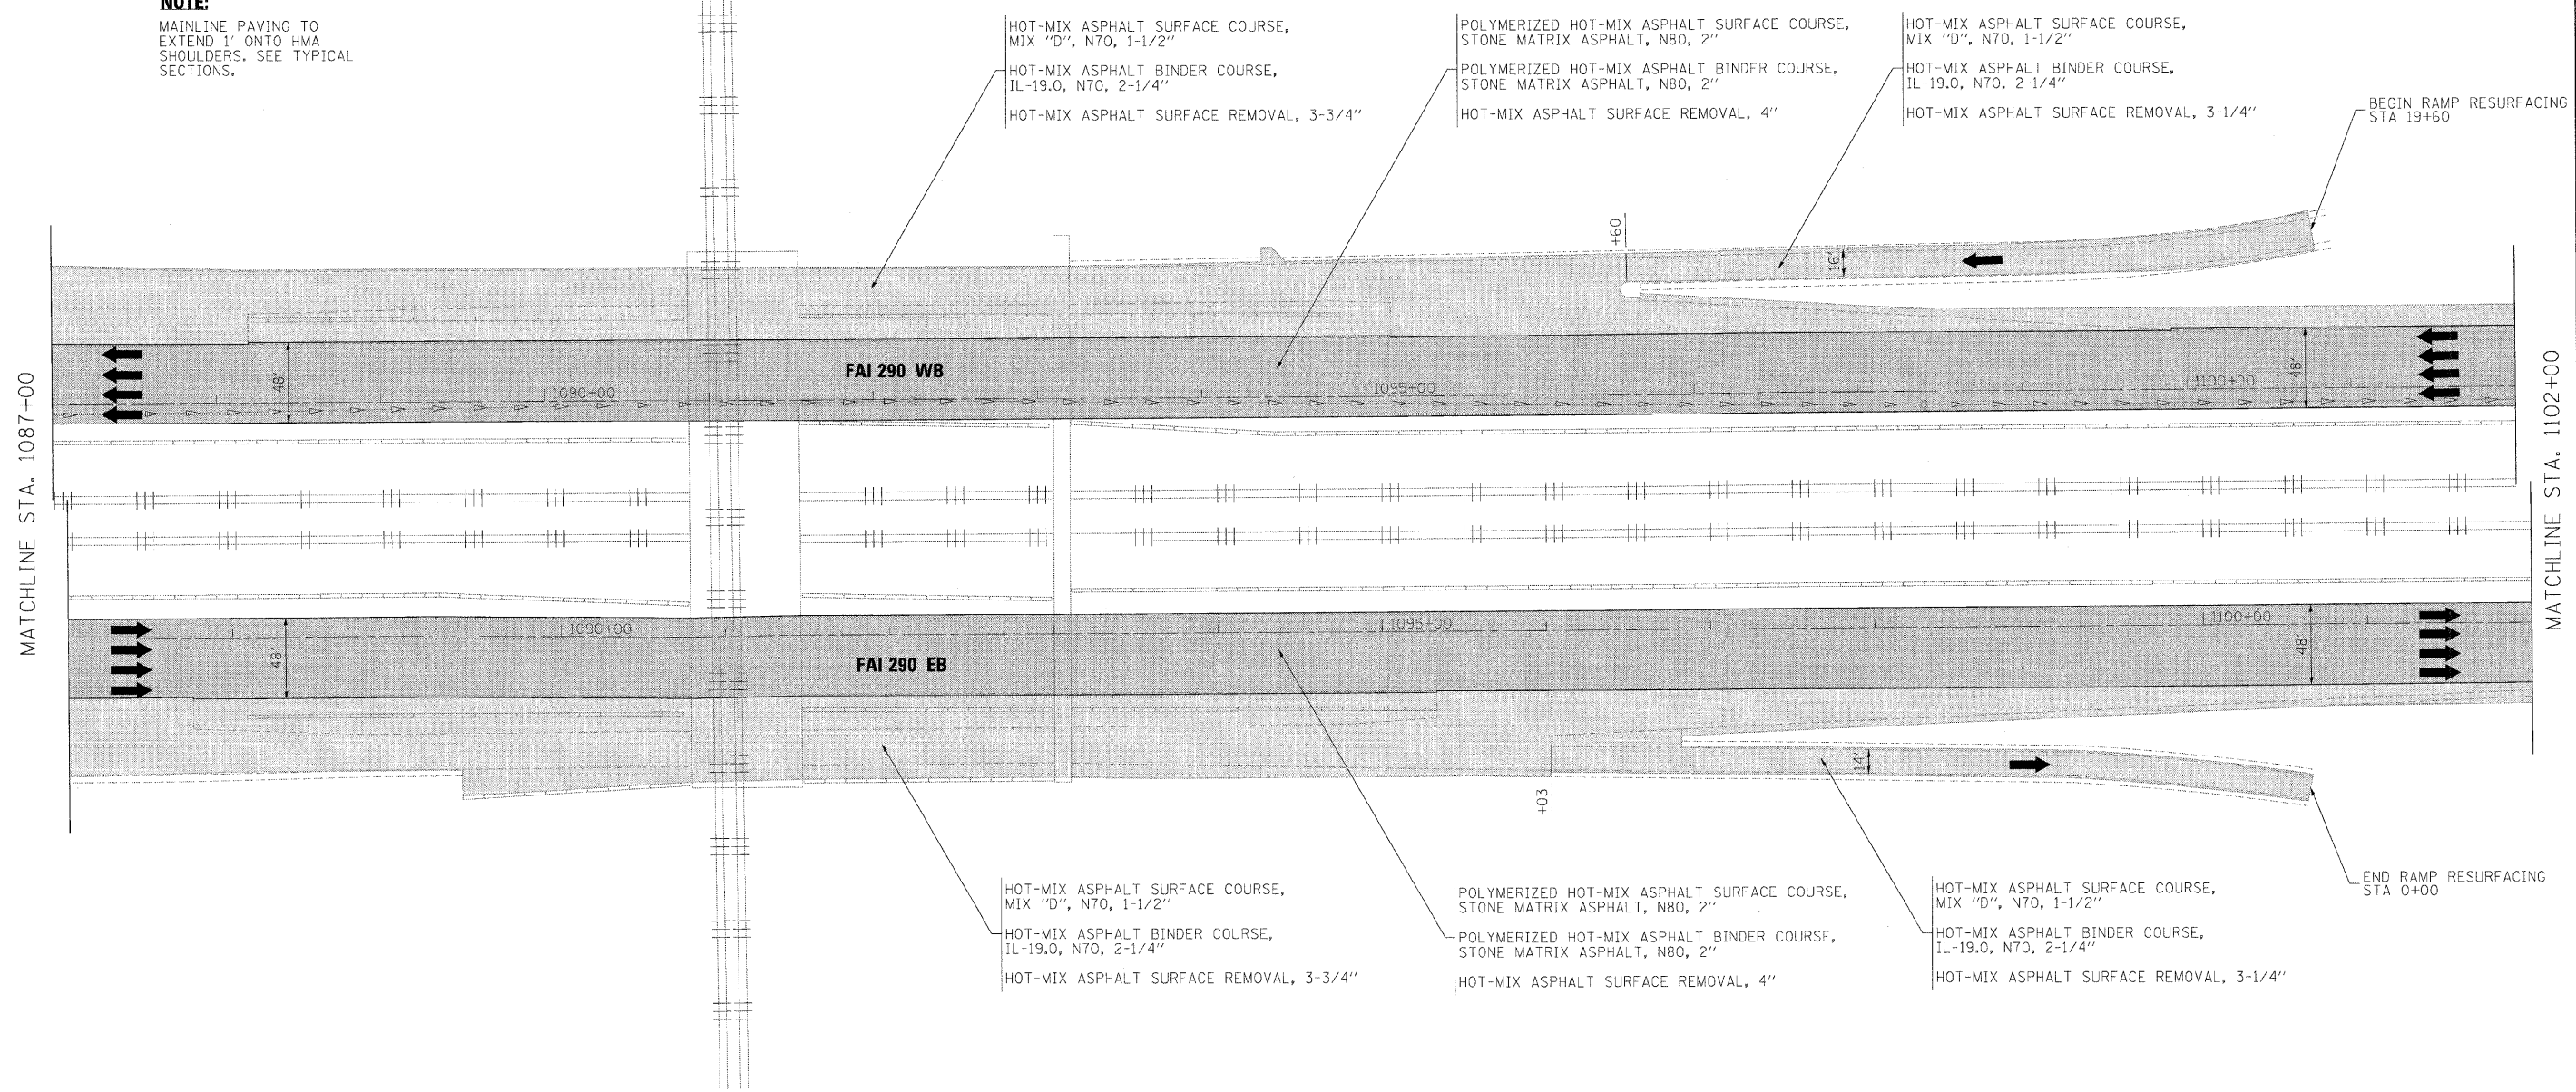 NOTE:
MAINLINE PAVING TO
EXTEND 1' ONTO HMA
SHOULDERS. SEE TYPICAL
SECTIONS.
HOT-MIX ASPHALT SURFACE COURSE,
MIX "D", N70, 1-1/2"
HOT-MIX ASPHALT BINDER COURSE,
IL-19.0, N70, 2-1/4"
HOT-MIX ASPHALT SURFACE REMOVAL, 3-3/4"
POLYMERIZED HOT-MIX ASPHALT SURFACE COURSE,
STONE MATRIX ASPHALT, N80, 2"
POLYMERIZED HOT-MIX ASPHALT BINDER COURSE,
STONE MATRIX ASPHALT, N80, 2"
HOT-MIX ASPHALT SURFACE REMOVAL, 4"
HOT-MIX ASPHALT SURFACE COURSE,
MIX "D", N70, 1-1/2"
HOT-MIX ASPHALT BINDER COURSE,
IL-19.0, N70, 2-1/4"
HOT-MIX ASPHALT SURFACE REMOVAL, 3-1/4"
BEGIN RAMP RESURFACING
STA 19+60
+60
16'
MATCHLINE STA. 1087+00
48'
FAI 290 WB
1090+00
1095+00
1100+00
48'
MATCHLINE STA. 1102+00
48'
1090+00
FAI 290 EB
1095+00
1100+00
48'
+03
14'
HOT-MIX ASPHALT SURFACE COURSE,
MIX "D", N70, 1-1/2"
HOT-MIX ASPHALT BINDER COURSE,
IL-19.0, N70, 2-1/4"
HOT-MIX ASPHALT SURFACE REMOVAL, 3-3/4"
POLYMERIZED HOT-MIX ASPHALT SURFACE COURSE,
STONE MATRIX ASPHALT, N80, 2"
POLYMERIZED HOT-MIX ASPHALT BINDER COURSE,
STONE MATRIX ASPHALT, N80, 2"
HOT-MIX ASPHALT SURFACE REMOVAL, 4"
HOT-MIX ASPHALT SURFACE COURSE,
MIX "D", N70, 1-1/2"
HOT-MIX ASPHALT BINDER COURSE,
IL-19.0, N70, 2-1/4"
HOT-MIX ASPHALT SURFACE REMOVAL, 3-1/4"
END RAMP RESURFACING
STA 0+00